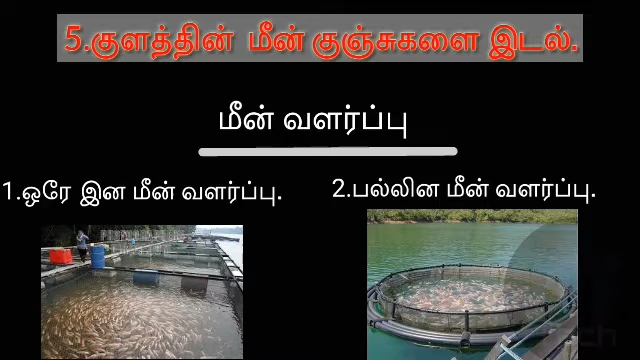 5.குளத்தின் மீன் குஞ்சுகளை இடல்.
மீன் வளர்ப்பு
1.ஒரே இன மீன் வளர்ப்பு.
2.பல்லின மீன் வளர்ப்பு.